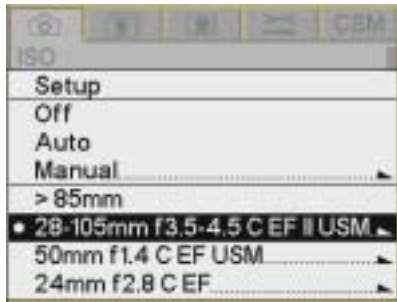 CSM
ISO
Setup
Off
Auto
Manual
> 85mm
28-105mm f3.5-4.5 C EF II USM
50mm f1.4 C EF USM
24mm f2.8 C EF